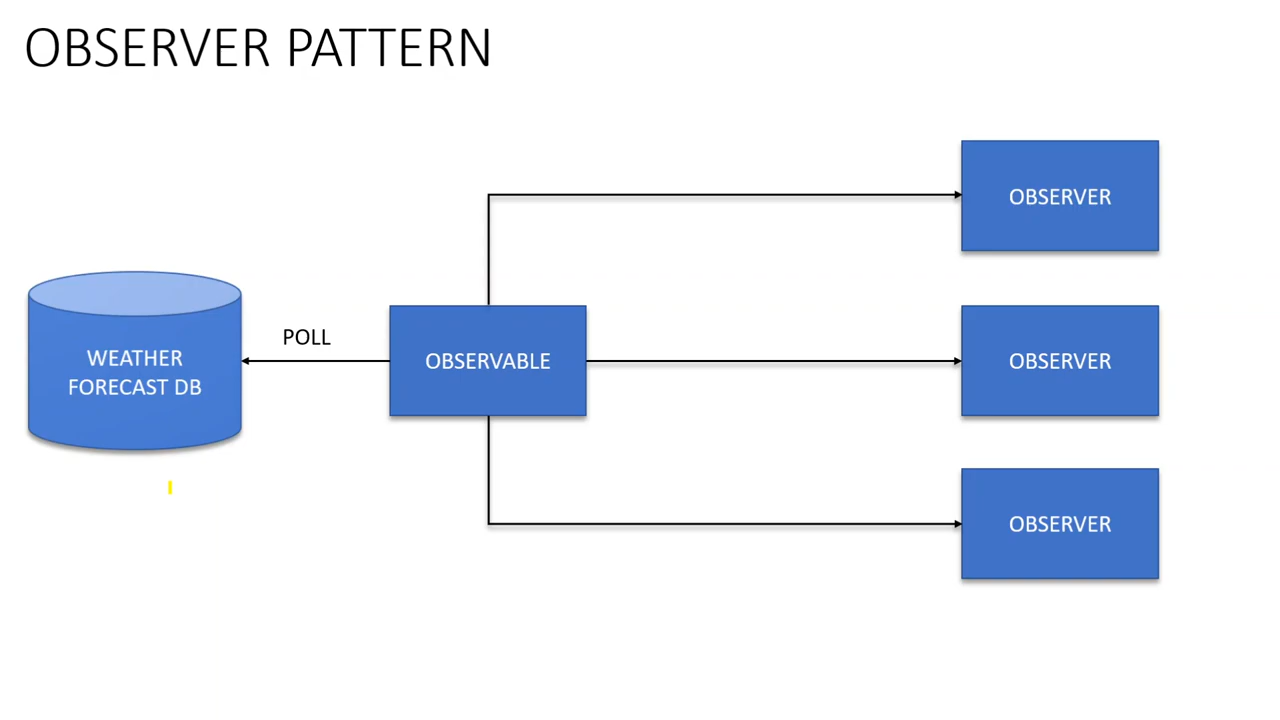 OBSERVER PATTERN
OBSERVER
POLL
WEATHER
FORECAST DB
OBSERVABLE
OBSERVER
OBSERVER